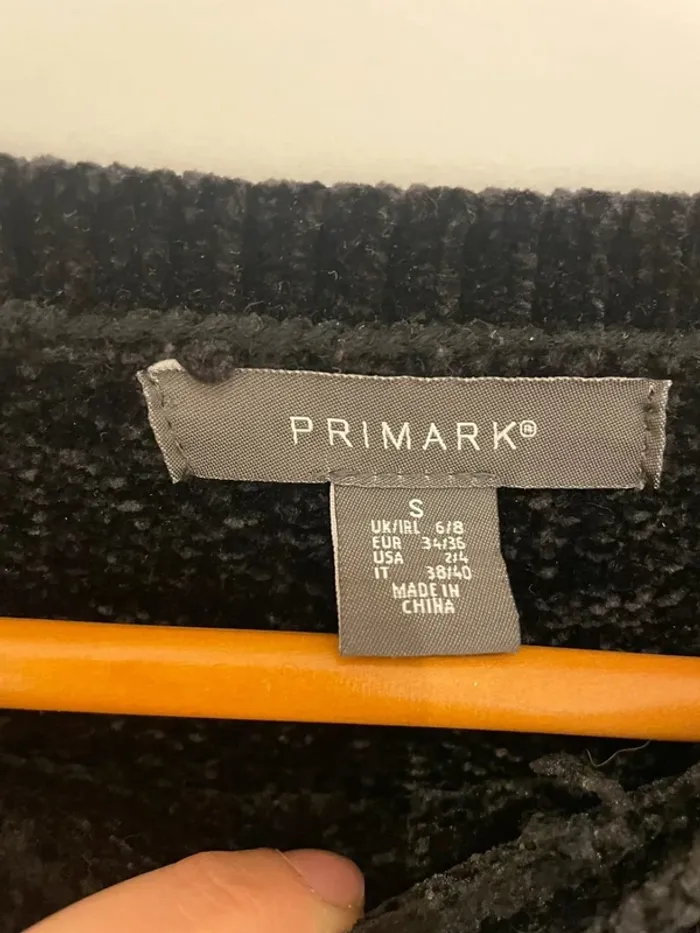 PRIMARK®
S
UK/IRL 6/8
EUR 34/36
USA 2/4
IT 38/40
MADE IN
CHINA